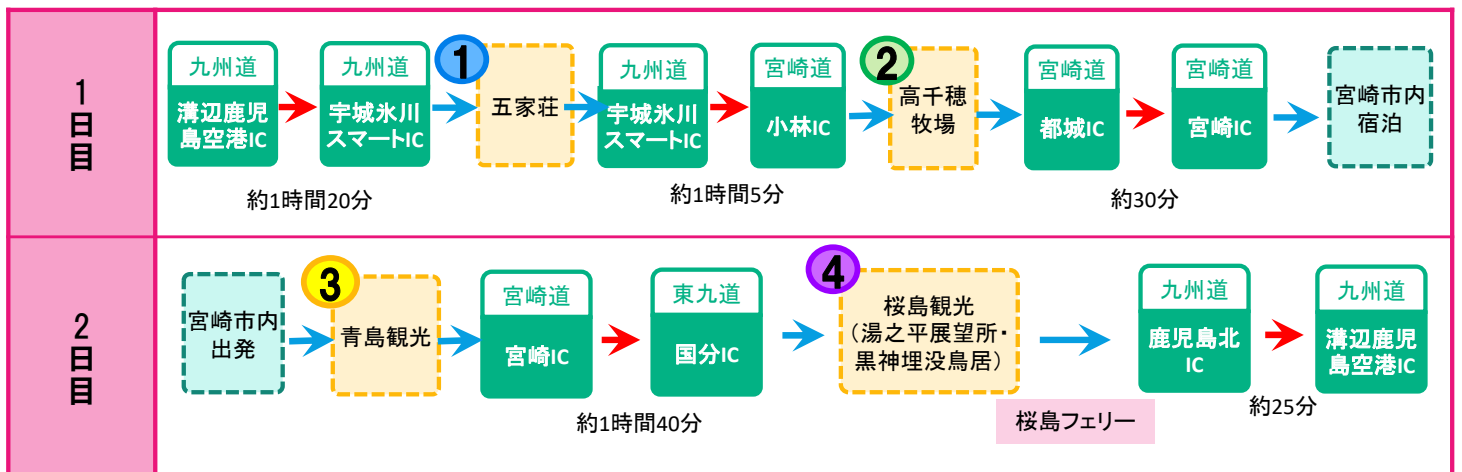 1
日
目
九州道
溝辺鹿児
島空港IC
九州道
宇城氷川
スマートIC
1
五家荘
九州道
宇城氷川
スマートIC
宮崎道
小林IC
2
高千穂
牧場
宮崎道
都城IC
宮崎道
宮崎IC
宮崎市内
宿泊
約1時間20分
約1時間5分
約30分
2
日
目
宮崎市内
出発
3
青島観光
宮崎道
宮崎IC
東九道
国分IC
4
桜島観光
（湯之平展望所・
黒神埋没鳥居）
九州道
鹿児島北
IC
九州道
溝辺鹿児
島空港IC
約1時間40分
桜島フェリー
約25分